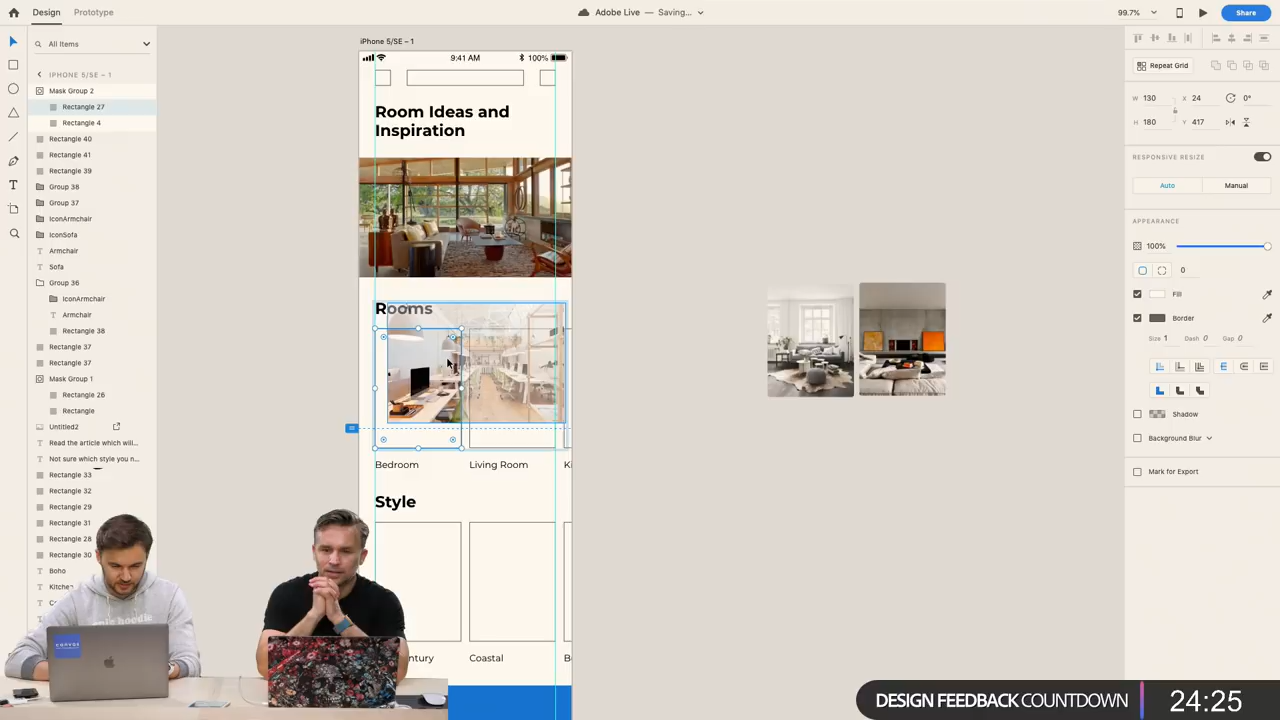 Design Prototype
Adobe Live — Saving...
99.7%
Share
All Items
IPHONE 5/SE – 1
Mask Group 2
Rectangle 27
Rectangle 4
Rectangle 40
Rectangle 41
Rectangle 39
Group 38
Group 37
IconArmchair
IconSofa
Armchair
Sofa
Group 36
IconArmchair
Armchair
Rectangle 38
Rectangle 37
Rectangle 37
Mask Group 1
Rectangle 26
Rectangle
Untitled2
Read the article which will...
Not sure which style you n...
Rectangle 33
Rectangle 32
Rectangle 29
Rectangle 31
Rectangle 28
Rectangle 30
Boho
Kitchen
iPhone 5/SE – 1
9:41 AM
100%
Room Ideas and
Inspiration
Rooms
Bedroom
Living Room
Style
Coastal
Repeat Grid
W 130 X 24 0°
H 180 Y 417
RESPONSIVE RESIZE
Auto Manual
APPEARANCE
100%
0
Fill
Border
Size 1 Dash 0 Gap 0
Shadow
Background Blur
Mark for Export
canvas
DESIGN FEEDBACK COUNTDOWN
24:25